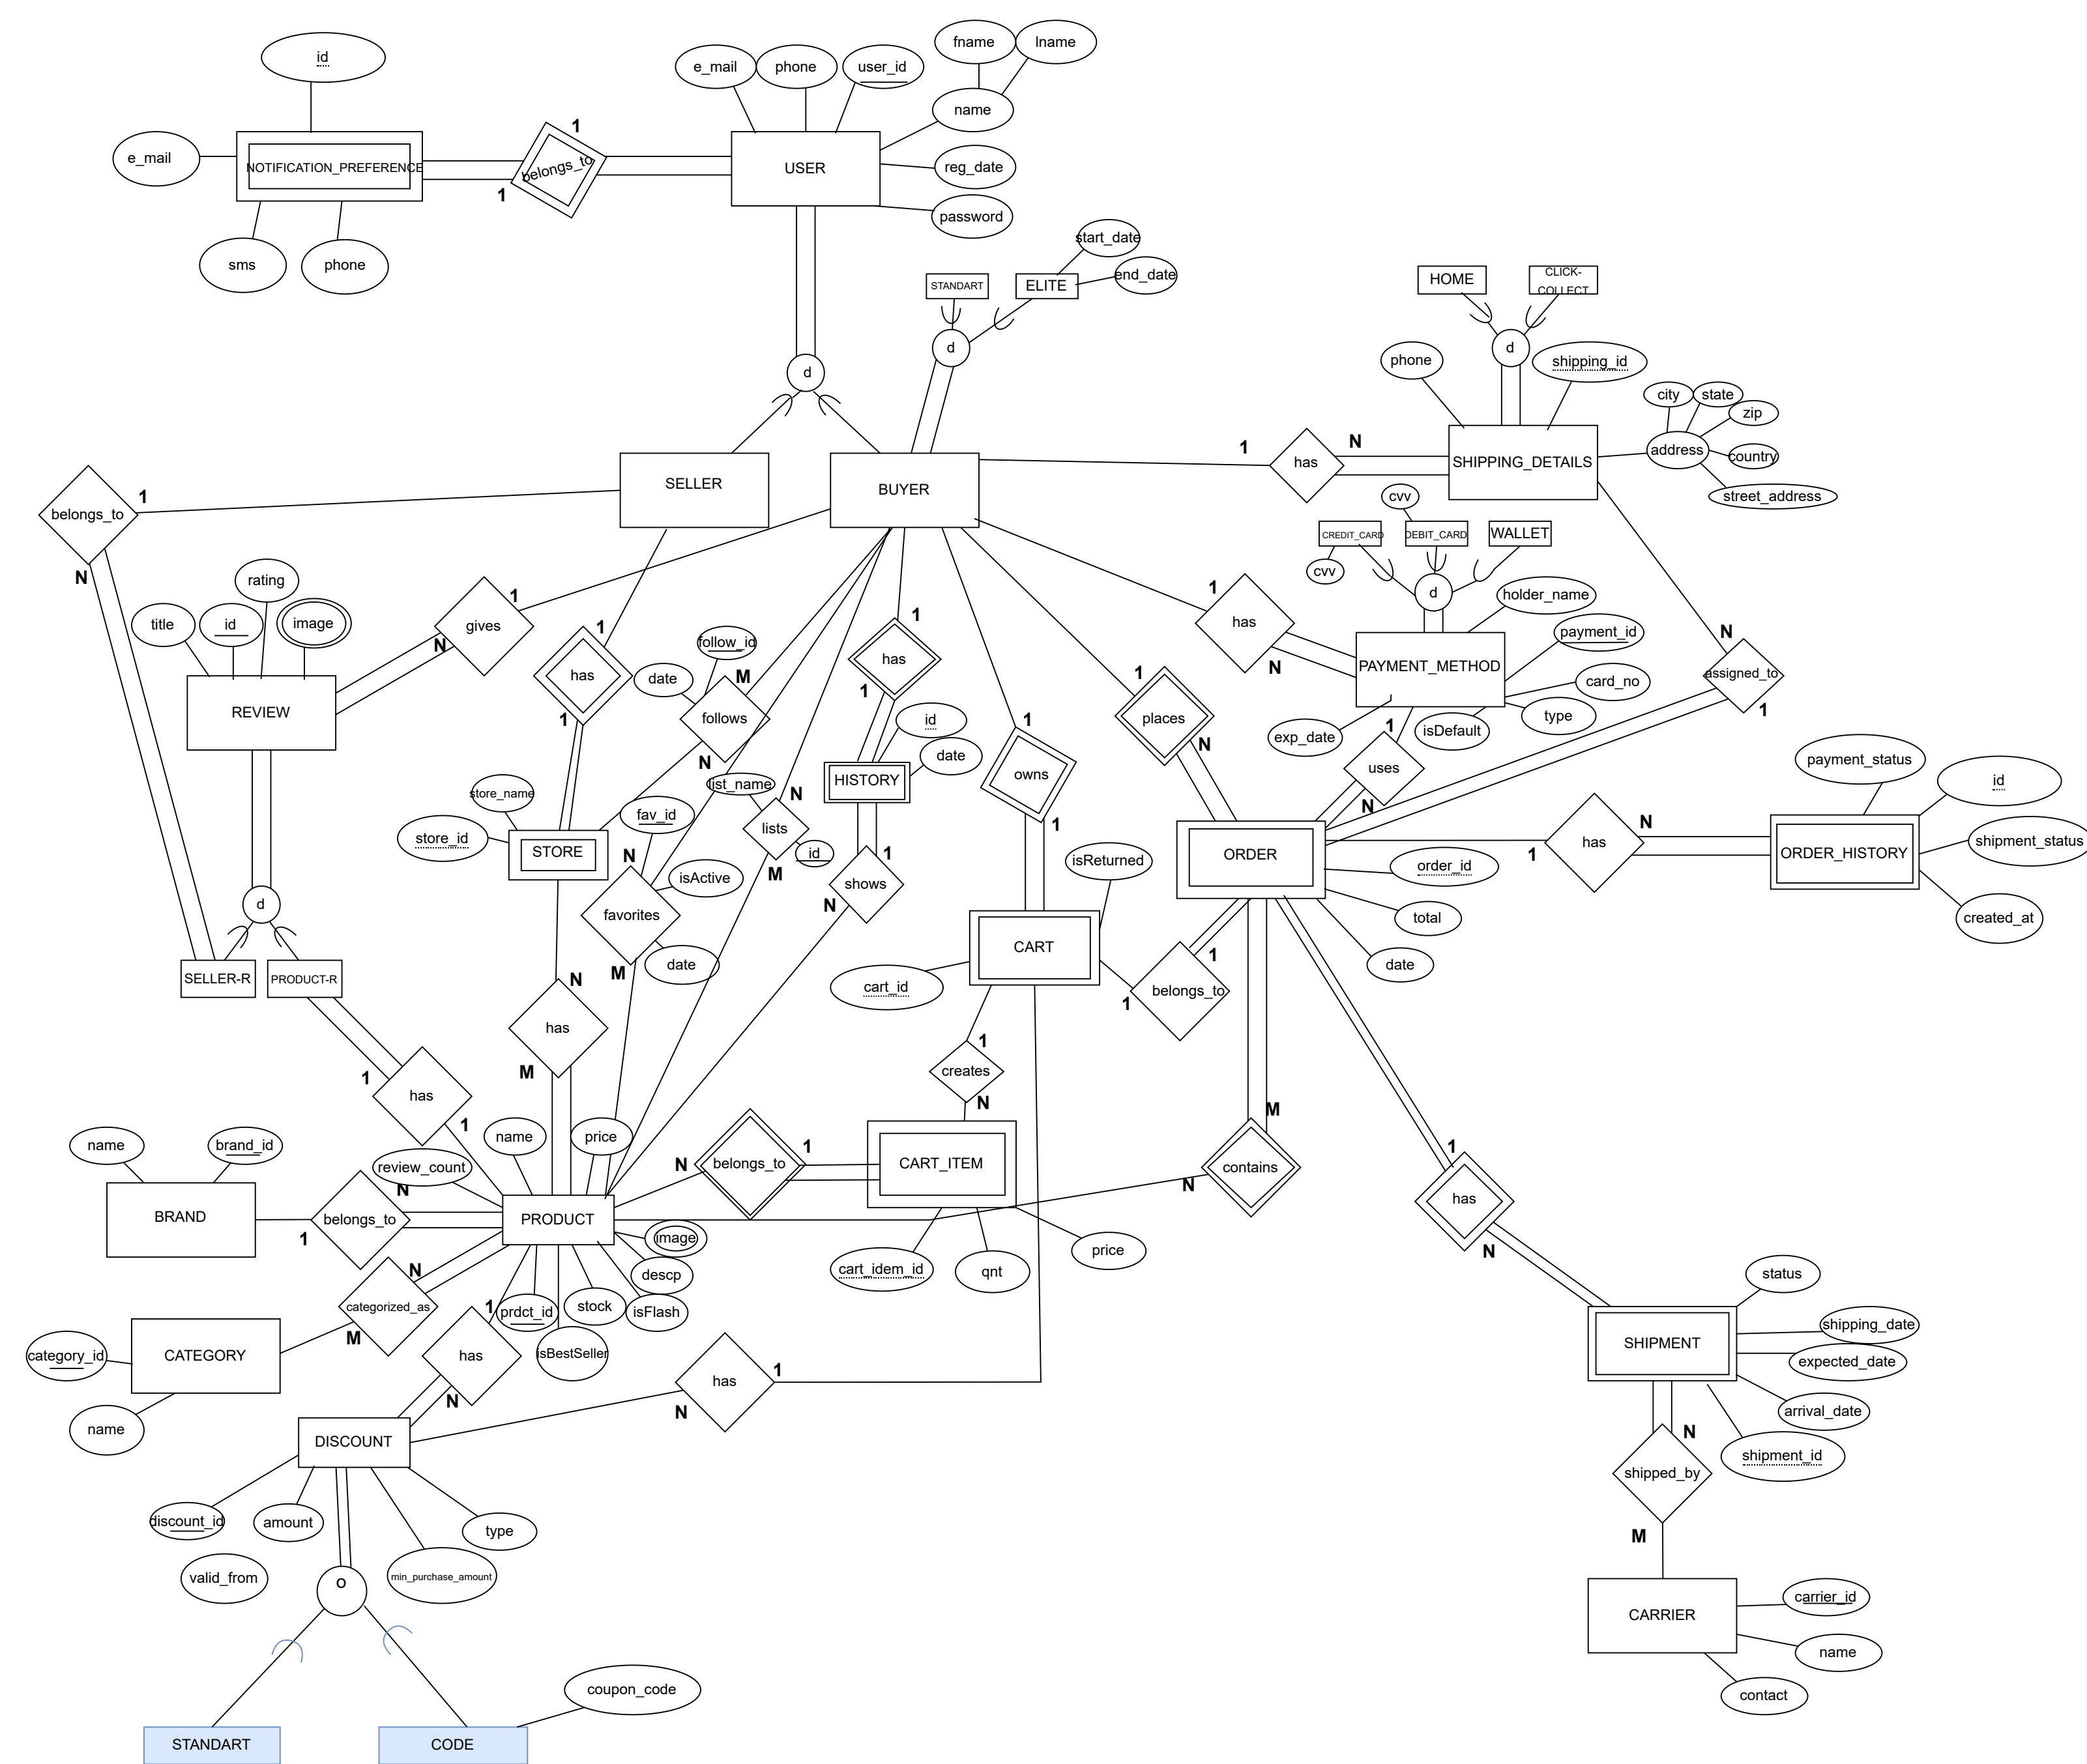 fname
lname
id
e_mail
phone
user_id
name
1
e_mail
NOTIFICATION_PREFERENCE
belongs_to
USER
reg_date
1
password
start_date
sms
phone
end_date
HOME
CLICK-
COLLECT
STANDART
ELITE
d
d
phone
shipping_id
d
city
state
zip
1
N
address
country
has
SHIPPING_DETAILS
SELLER
BUYER
1
belongs_to
cvv
street_address
CREDIT_CARD
DEBIT_CARD
WALLET
N
rating
cvv
1
1
d
holder_name
title
id
image
gives
1
1
has
payment_id
N
follow_id
has
N
N
PAYMENT_METHOD
has
date
M
1
assigned_to
card_no
1
1
REVIEW
follows
id
1
places
type
1
exp_date
isDefault
1
N
date
N
uses
payment_status
store_name
list_name
HISTORY
owns
id
N
N
fav_id
lists
1
N
store_id
STORE
id
1
isReturned
ORDER
1
has
ORDER_HISTORY
shipment_status
N
M
shows
order_id
isActive
N
d
favorites
total
created_at
CART
1
M
date
date
SELLER-R
PRODUCT-R
N
cart_id
1
belongs_to
has
1
1
M
creates
has
N
M
1
name
price
1
name
brand_id
review_count
N
belongs_to
1
CART_ITEM
contains
N
1
N
has
BRAND
belongs_to
PRODUCT
1
image
price
N
N
descp
cart_idem_id
qnt
status
categorized_as
1
prdct_id
stock
isFlash
M
shipping_date
category_id
CATEGORY
has
isBestSeller
SHIPMENT
expected_date
1
has
N
N
arrival_date
name
DISCOUNT
N
shipment_id
shipped_by
discount_id
amount
type
M
valid_from
O
min_purchase_amount
carrier_id
CARRIER
name
coupon_code
contact
STANDART
CODE